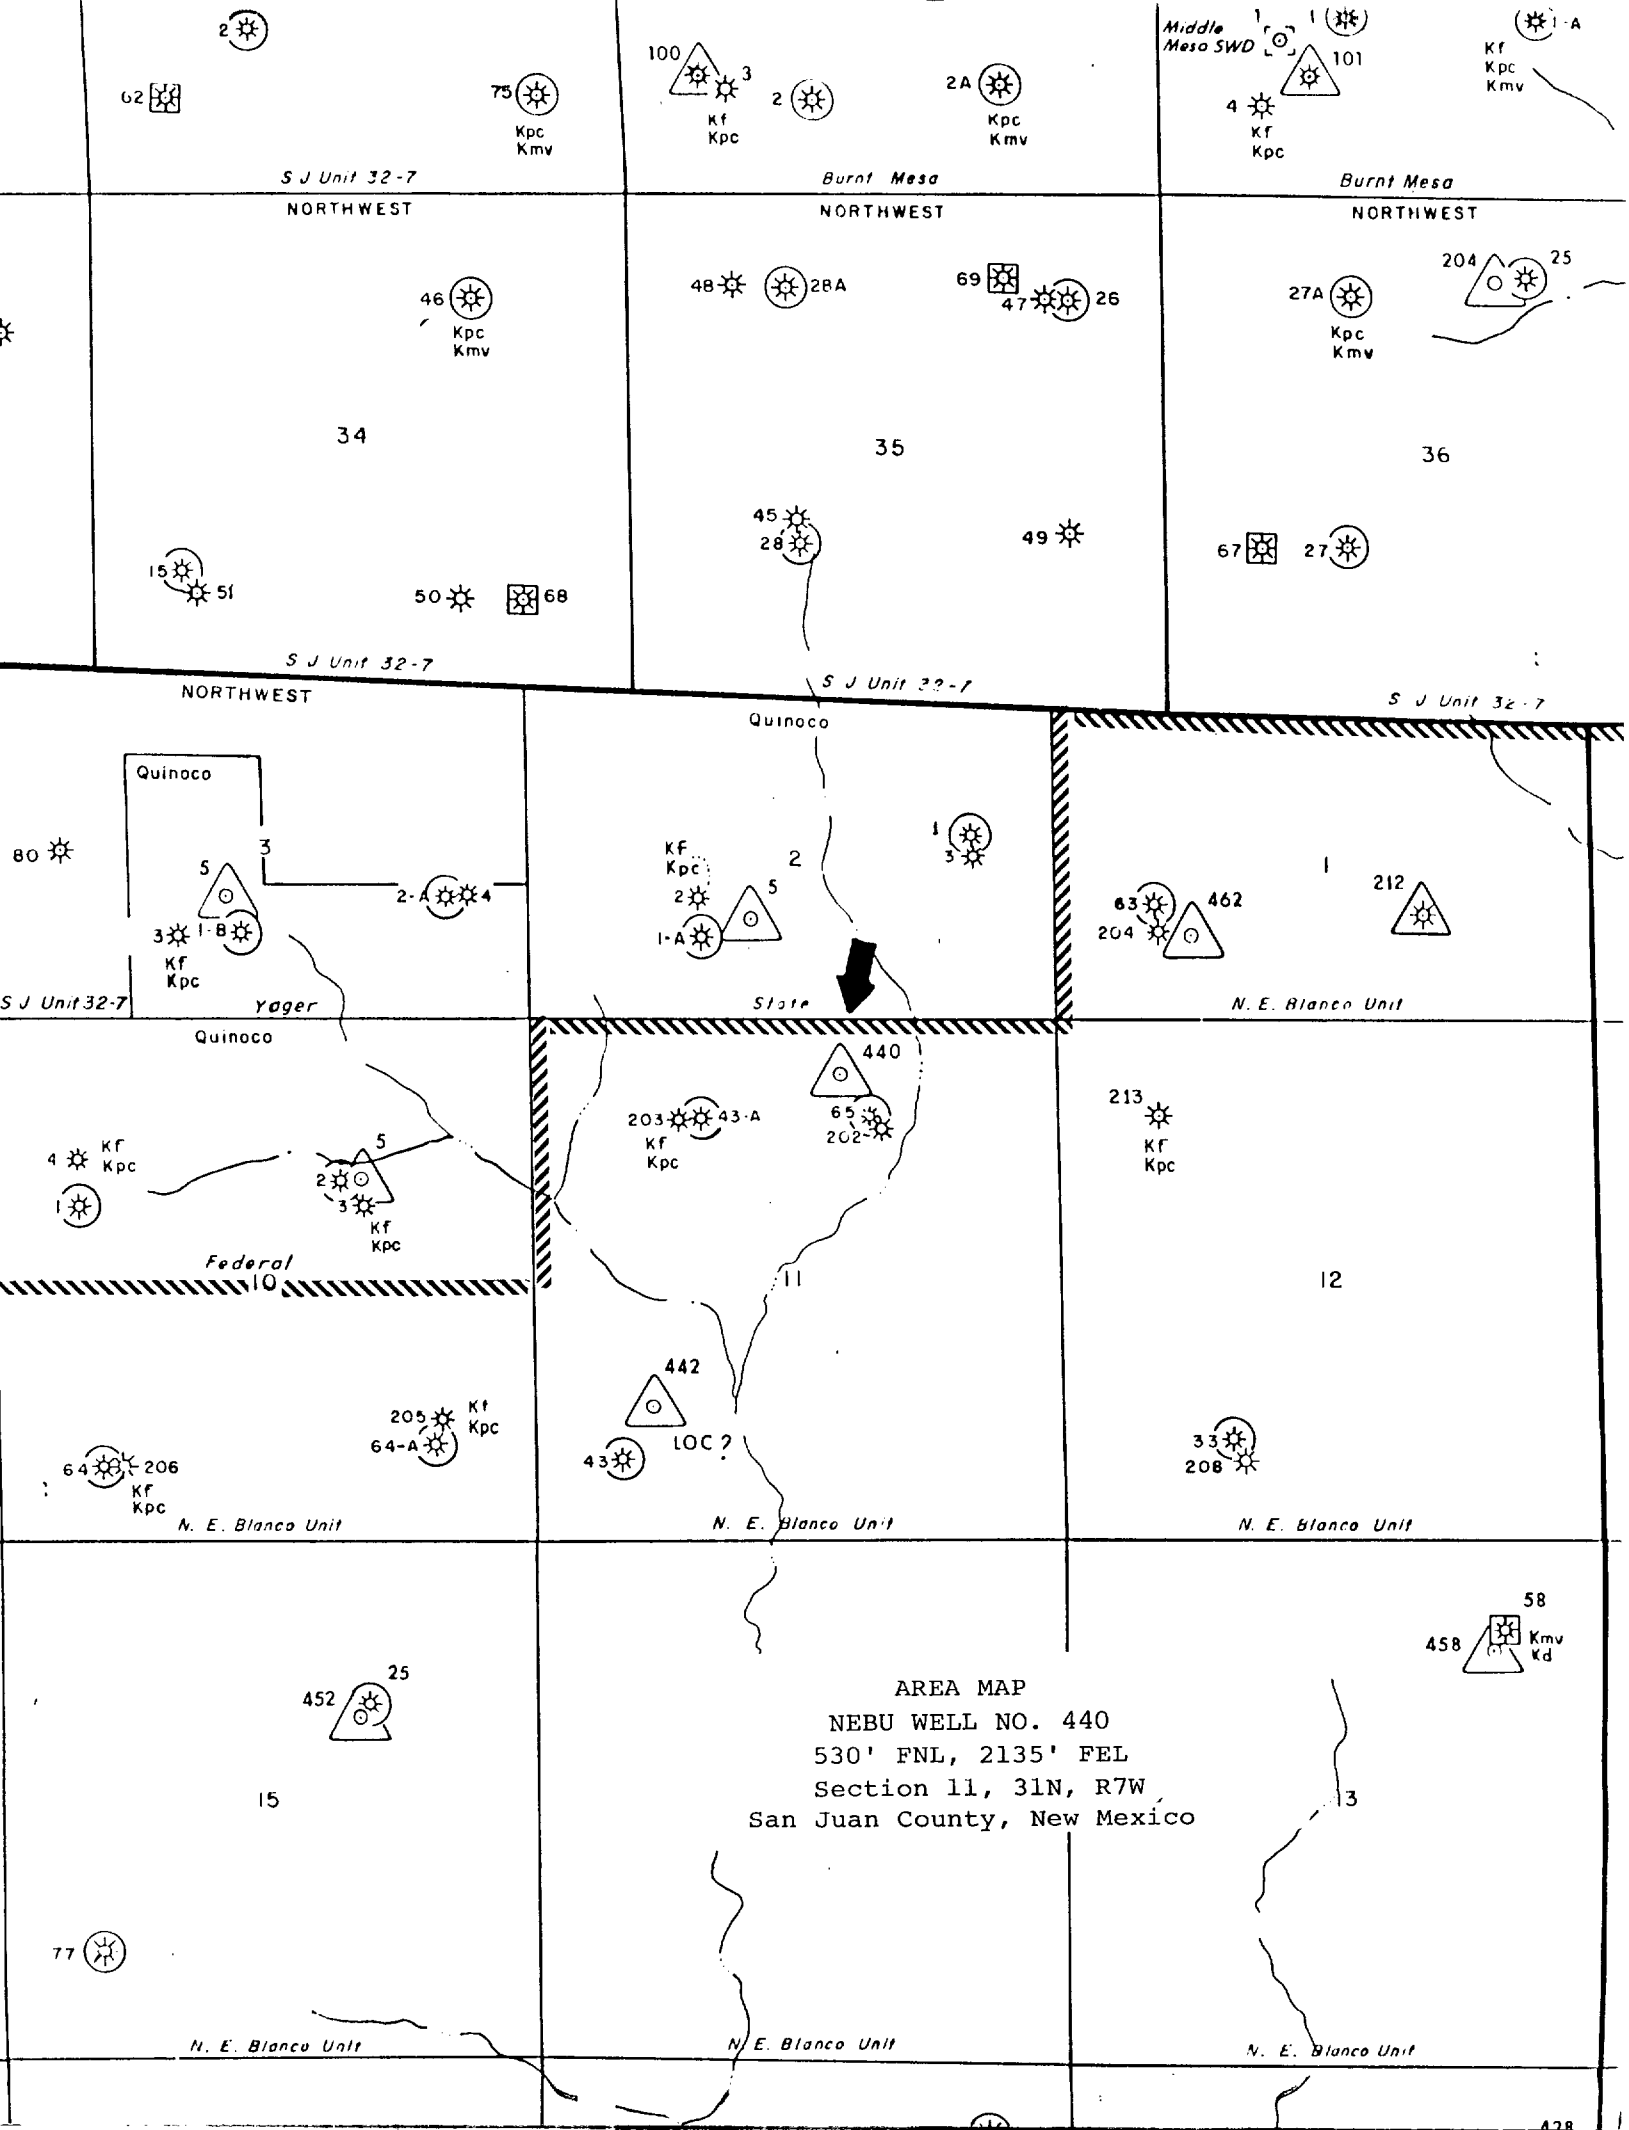 2
62
75
Kpc
Kmv
S J Unit 32-7
100
3
Kf
Kpc
2
2A
Kpc
Kmv
Burnt Mesa
Middle
Mesa SWD
1
1
101
4
Kf
Kpc
1-A
Kf
Kpc
Kmv
Burnt Mesa
NORTHWEST
46
Kpc
Kmv
34
15
51
50
68
S J Unit 32-7
NORTHWEST
48
28A
69
47
26
35
45
28
49
S J Unit 32-7
NORTHWEST
27A
Kpc
Kmv
204
25
36
67
27
S J Unit 32-7
NORTHWEST
Quinoco
80
3
5
2-A
4
3
1-B
Kf
Kpc
S J Unit 32-7
Yager
Quinoco
1
3
2
Kf
Kpc
2
5
1-A
State
1
63
462
204
212
N. E. Blanco Unit
Quinoco
4
Kf
Kpc
1
5
2
3
Kf
Kpc
Federal
10
205
Kf
Kpc
64-A
64
206
Kf
Kpc
N. E. Blanco Unit
440
203
43-A
Kf
Kpc
65
202
11
442
LOC ?
43
N. E. Blanco Unit
213
Kf
Kpc
12
33
208
N. E. Blanco Unit
25
452
15
77
N. E. Blanco Unit
AREA MAP
NEBU WELL NO. 440
530' FNL, 2135' FEL
Section 11, 31N, R7W
San Juan County, New Mexico
N. E. Blanco Unit
58
458
Kmv
Kd
13
N. E. Blanco Unit
428